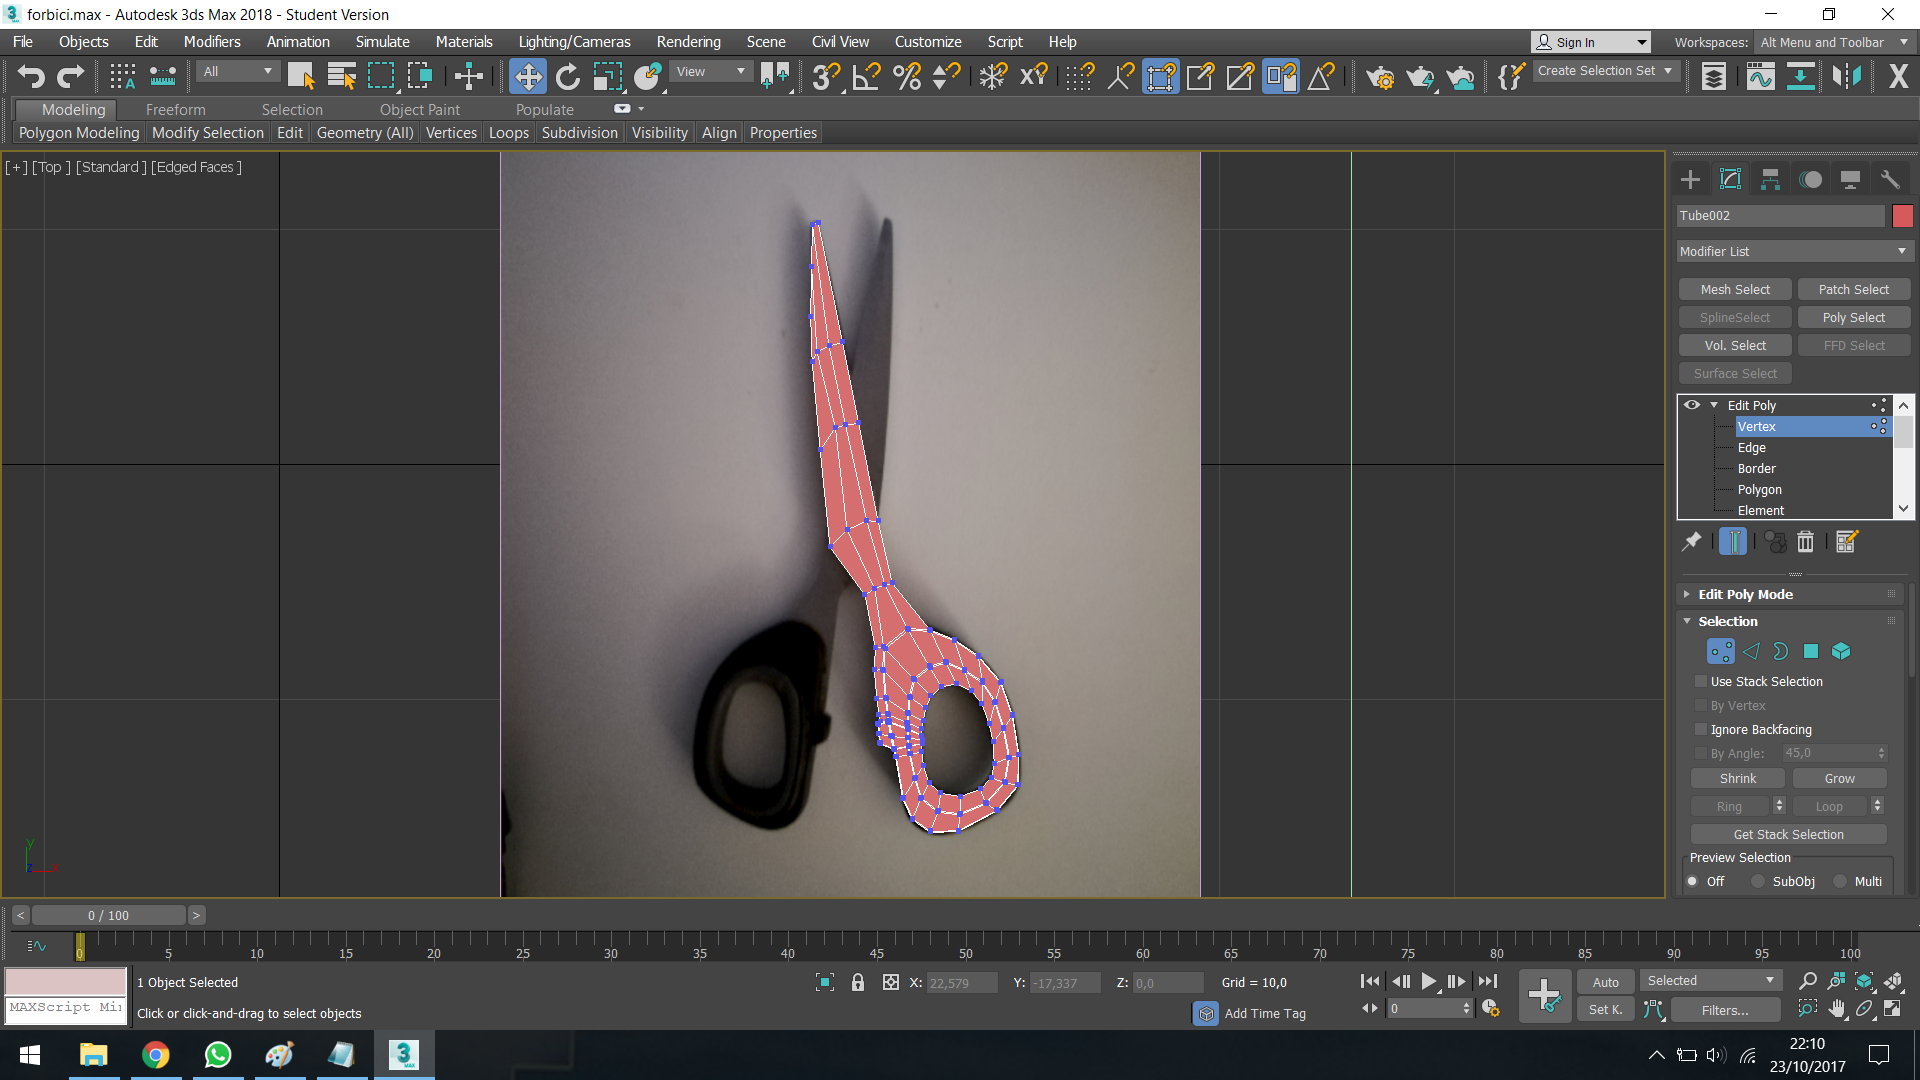 forbici.max - Autodesk 3ds Max 2018 - Student Version
File Objects Edit Modifiers Animation Simulate Materials Lighting/Cameras Rendering Scene Civil View Customize Script Help
Sign In
Workspaces: Alt Menu and Toolbar
All
View
Create Selection Set
Modeling Freeform Selection Object Paint Populate
Polygon Modeling Modify Selection Edit Geometry (All) Vertices Loops Subdivision Visibility Align Properties
[+] [Top ] [Standard ] [Edged Faces ]
Tube002
Modifier List
Mesh Select Patch Select
SplineSelect Poly Select
Vol. Select FFD Select
Surface Select
Edit Poly
Vertex
Edge
Border
Polygon
Element
Edit Poly Mode
Selection
Use Stack Selection
By Vertex
Ignore Backfacing
By Angle: 45,0
Shrink Grow
Ring Loop
Get Stack Selection
Preview Selection
Off SubObj Multi
y
z x
< 0 / 100 >
0 5 10 15 20 25 30 35 40 45 50 55 60 65 70 75 80 85 90 95 100
1 Object Selected
X: 22,579 Y: -17,337 Z: 0,0 Grid = 10,0
Auto Selected
MAXScript Mi
Click or click-and-drag to select objects
Add Time Tag
0
Set K. Filters...
3
MAX
22:10
23/10/2017